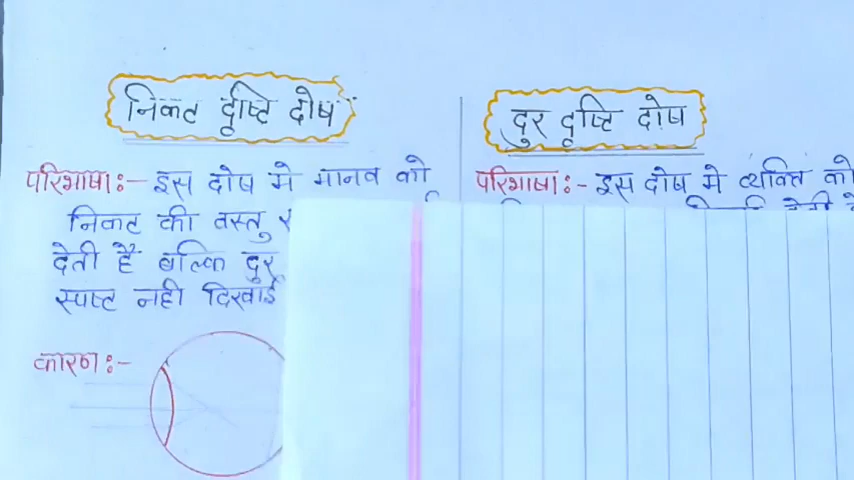 निकट दृष्टि दोष
परिभाषा:- इस दोष मे मानव को
निकट की वस्तु
देती है बल्कि दुर
स्पष्ट नही दिखाई
कारण:-
दुर दृष्टि दोष
परिभाषा:- इस दोष मे व्यक्ति को